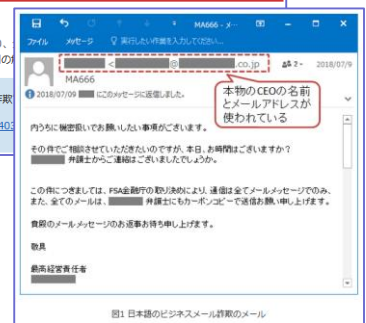 MA666 - メ…
ファイル メッセージ 実行したい作業を入力してください...
< @ .co.jp 2 - 2018/07/9
MA666
2018/07/09 にこのメッセージに返信しました。
本物のCEOの名前
とメールアドレスが
使われている
内うちに機密扱いでお願いしたい事項がございます。
その件でご相談させていただきたいのですが、本日、お時間はございますか?
弁護士からご連絡はございましたでしょうか。
この件につきましては、FSA金融庁の取り決めにより、通信は全てメールメッセージでのみ、
また、全てのメールは、 弁護士にもカーボンコピーで送信お願い申し上げます。
貴殿のメールメッセージのお返事お待ち申し上げます。
敬具
最高経営責任者
図1 日本語のビジネスメール詐欺のメール